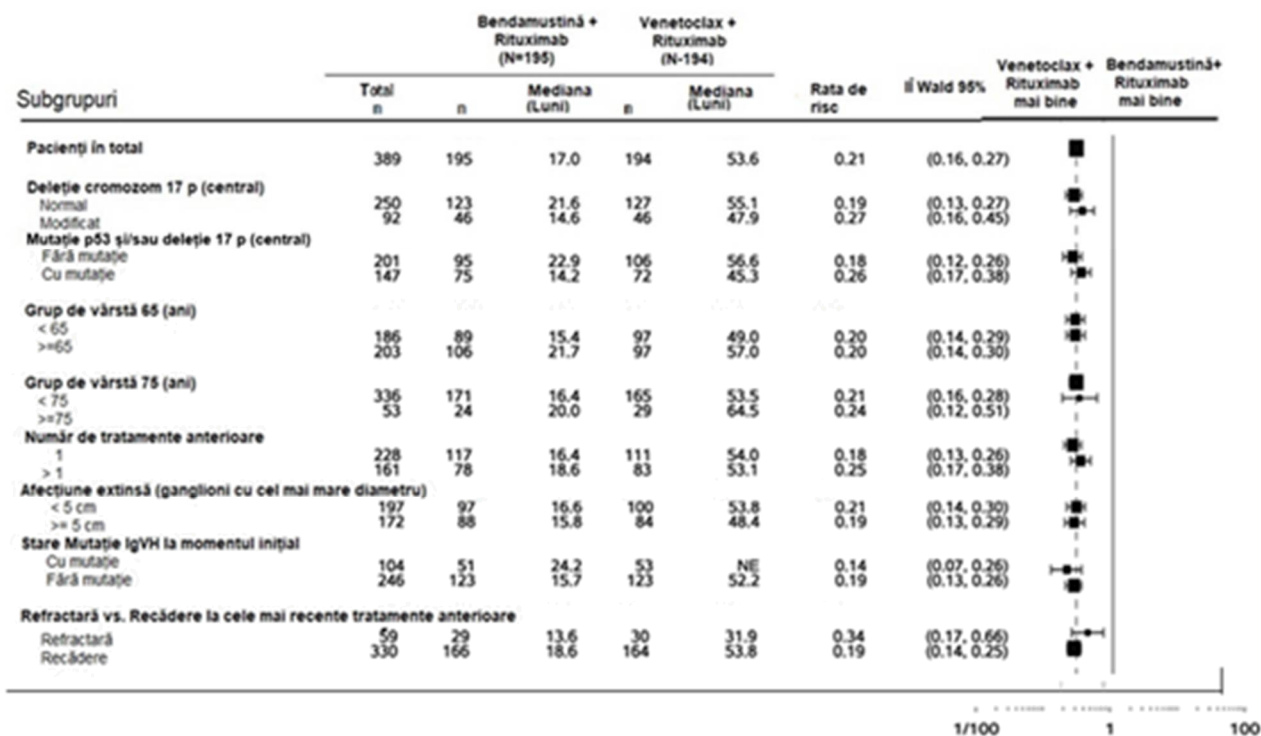 Bendamustină + Rituximab (N=195) Venetoclax + Rituximab (N-194)
Subgrupuri Total n n Mediana (Luni) n Mediana (Luni) Rata de risc IÎ Wald 95% Venetoclax + Rituximab mai bine Bendamustină+ Rituximab mai bine
Pacienți în total 389 195 17.0 194 53.6 0.21 (0.16, 0.27)
Deleție cromozom 17 p (central)
Normal 250 123 21.6 127 55.1 0.19 (0.13, 0.27)
Modificat 92 46 14.6 46 47.9 0.27 (0.16, 0.45)
Mutație p53 și/sau deleție 17 p (central)
Fără mutație 201 95 22.9 106 56.6 0.18 (0.12, 0.26)
Cu mutație 147 75 14.2 72 45.3 0.26 (0.17, 0.38)
Grup de vârstă 65 (ani)
< 65 186 89 15.4 97 49.0 0.20 (0.14, 0.29)
>=65 203 106 21.7 97 57.0 0.20 (0.14, 0.30)
Grup de vârstă 75 (ani)
< 75 336 171 16.4 165 53.5 0.21 (0.16, 0.28)
>=75 53 24 20.0 29 64.5 0.24 (0.12, 0.51)
Număr de tratamente anterioare
1 228 117 16.4 111 54.0 0.18 (0.13, 0.26)
> 1 161 78 18.6 83 53.1 0.25 (0.17, 0.38)
Afecțiune extinsă (ganglioni cu cel mai mare diametru)
< 5 cm 197 97 16.6 100 53.8 0.21 (0.14, 0.30)
>= 5 cm 172 88 15.8 84 48.4 0.19 (0.13, 0.29)
Stare Mutație IgVH la momentul inițial
Cu mutație 104 51 24.2 53 NE 0.14 (0.07, 0.26)
Fără mutație 246 123 15.7 123 52.2 0.19 (0.13, 0.26)
Refractară vs. Recădere la cele mai recente tratamente anterioare
Refractară 59 29 13.6 30 31.9 0.34 (0.17, 0.66)
Recădere 330 166 18.6 164 53.8 0.19 (0.14, 0.25)
1/100 1 100